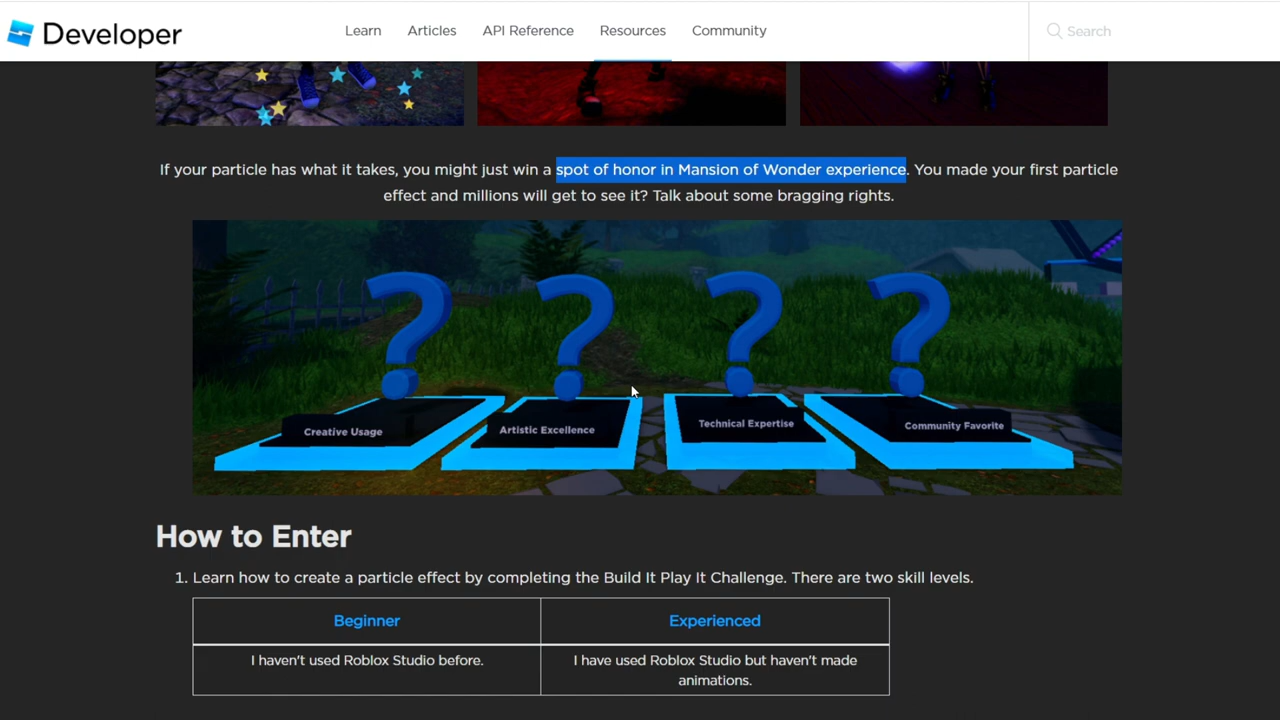 Developer
Learn
Articles
API Reference
Resources
Community
Search
If your particle has what it takes, you might just win a spot of honor in Mansion of Wonder experience. You made your first particle
effect and millions will get to see it? Talk about some bragging rights.
Creative Usage
Artistic Excellence
Technical Expertise
Community Favorite
How to Enter
1. Learn how to create a particle effect by completing the Build It Play It Challenge. There are two skill levels.
Beginner
Experienced
I haven't used Roblox Studio before.
I have used Roblox Studio but haven't made
animations.